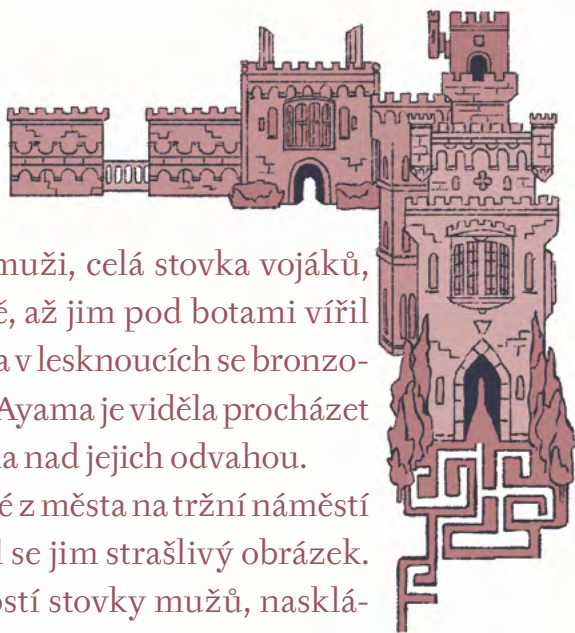 muži, celá stovka vojáků,
až jim pod botami vířil
a v lesknoucích se bronzo-
Ayama je viděla procházet
nad jejich odvahou.
z města na tržní náměstí
se jim strašlivý obrázek.
stovky mužů, nasklá-